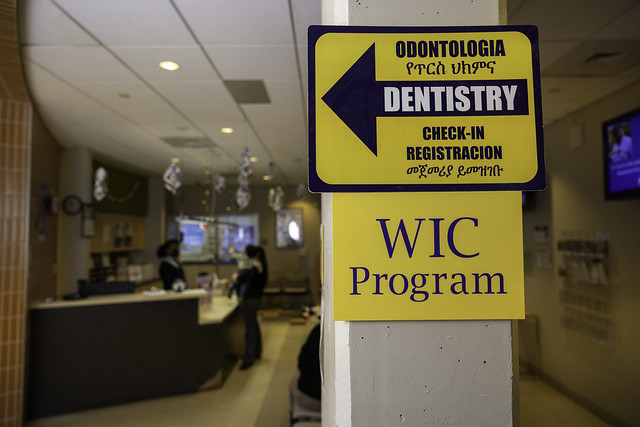 ODONTOLOGIA
የጥርስ ህክምና
DENTISTRY
CHECK-IN
REGISTRACION
መጀመሪያ ይመዝገቡ
WIC
Program